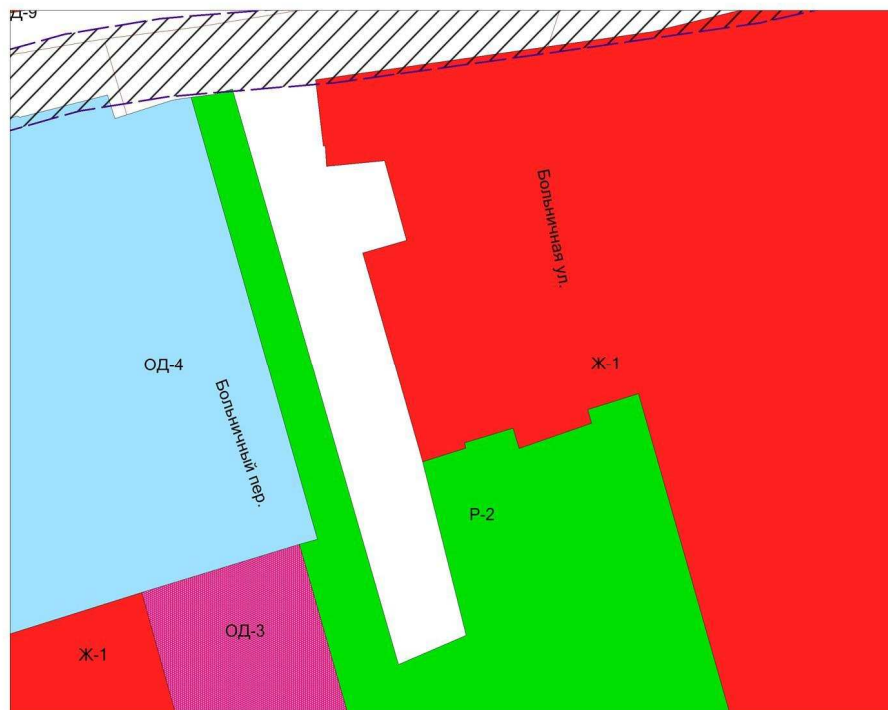 Д-9
Больничная ул.
ОД-4
Ж-1
Больничный пер.
Р-2
ОД-3
Ж-1